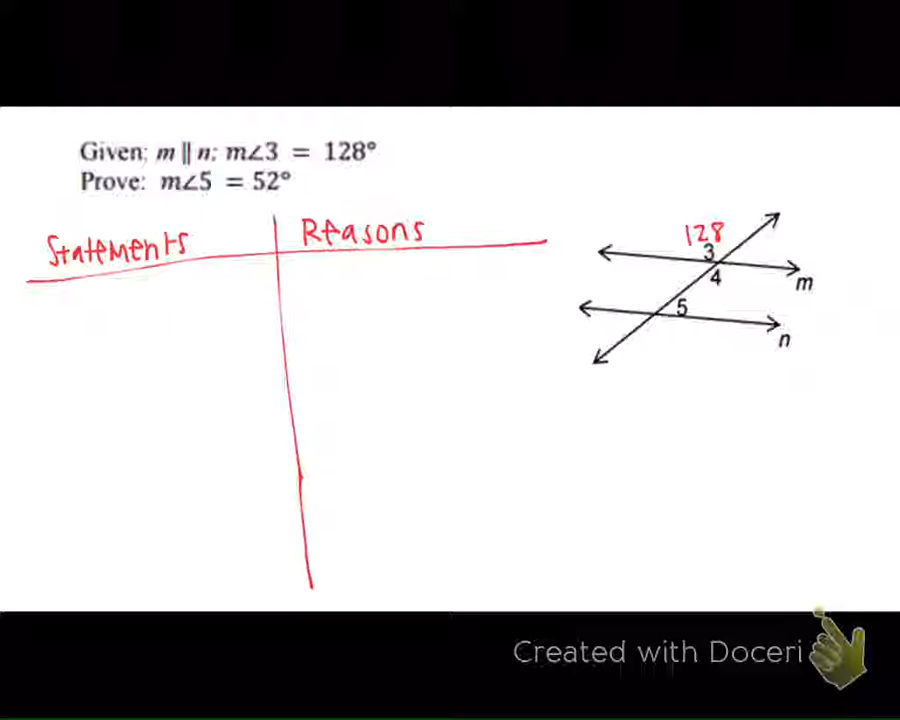 Given: m || n; m∠3 = 128°
Prove: m∠5 = 52°
Statements
Reasons
128
3
4
m
5
n
Created with Doceri